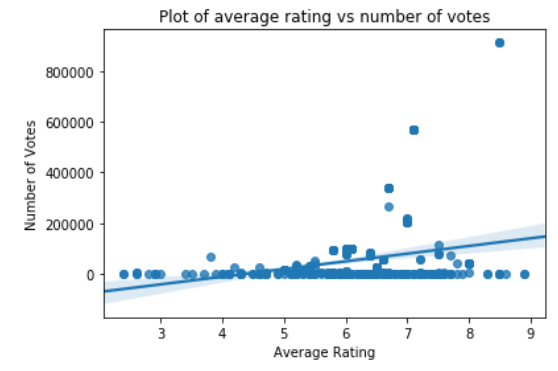 Plot of average rating vs number of votes
Number of Votes
800000
600000
400000
200000
0
3 4 5 6 7 8 9
Average Rating